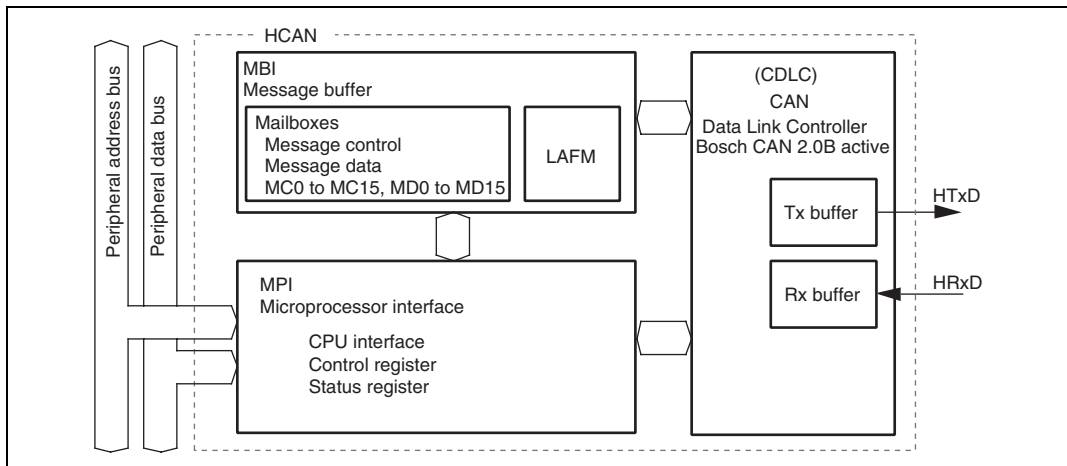 HCAN
Peripheral address bus
Peripheral data bus
MBI
Message buffer
Mailboxes
Message control
Message data
MC0 to MC15, MD0 to MD15
LAFM
(CDLC)
CAN
Data Link Controller
Bosch CAN 2.0B active
Tx buffer
HTxD
Rx buffer
HRxD
MPI
Microprocessor interface
CPU interface
Control register
Status register